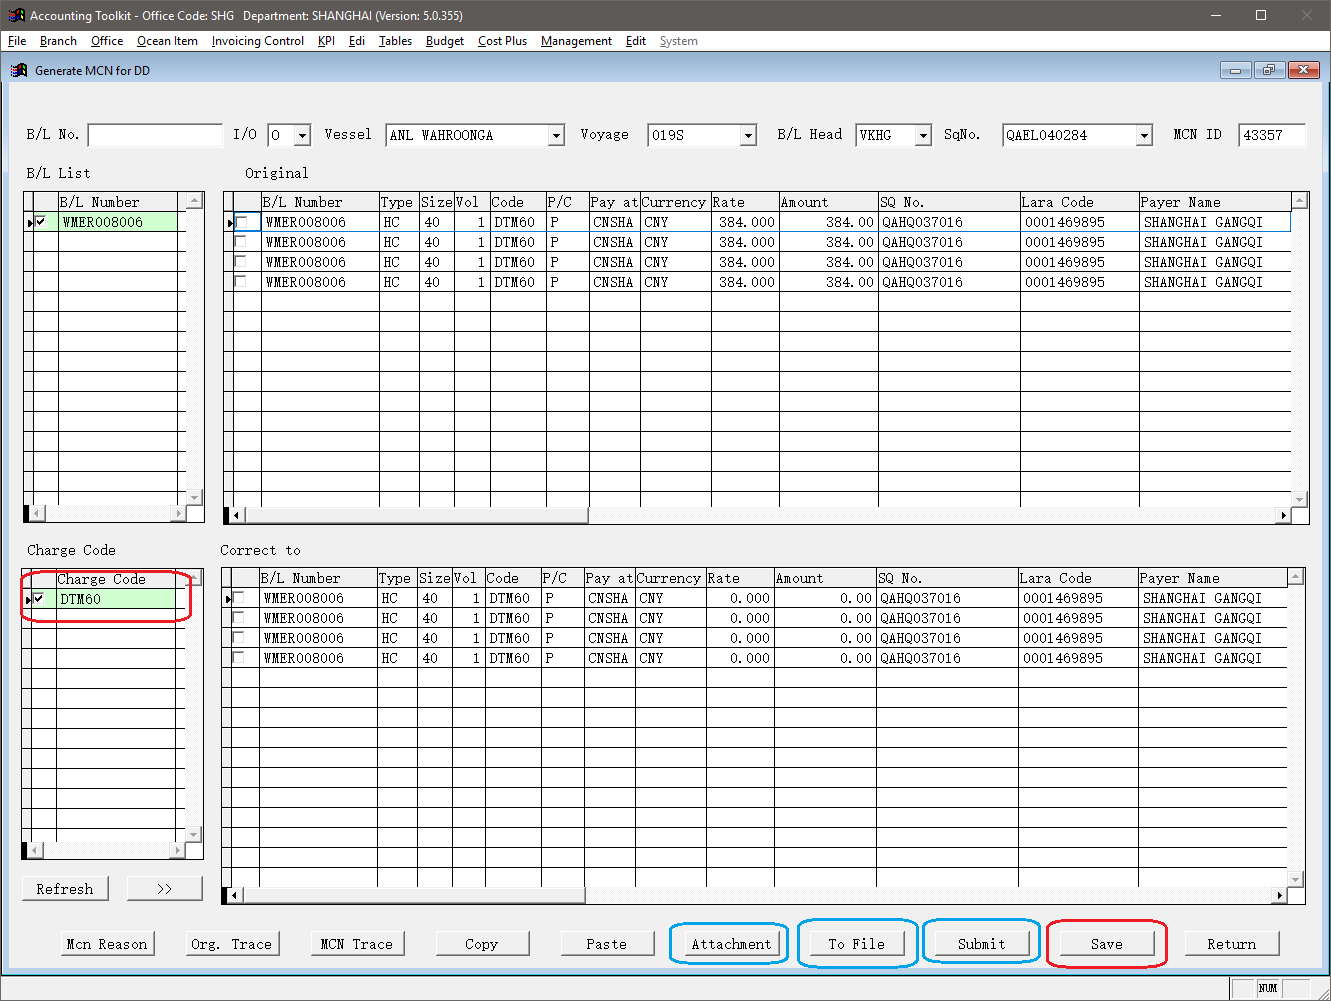 Accounting Toolkit - Office Code: SHG   Department: SHANGHAI (Version: 5.0.355)
File Branch Office Ocean Item Invoicing Control KPI Edi Tables Budget Cost Plus Management Edit System
Generate MCN for DD
B/L No. I/O O Vessel ANL WAHROONGA Voyage 019S B/L Head VKHG SqNo. QAEL040284 MCN ID 43357
B/L List
B/L Number
WMER008006
Original
B/L Number Type Size Vol Code P/C Pay at Currency Rate Amount SQ No. Lara Code Payer Name
WMER008006 HC 40 1 DTM60 P CNSHA CNY 384.000 384.00 QAHQ037016 0001469895 SHANGHAI GANGQI
WMER008006 HC 40 1 DTM60 P CNSHA CNY 384.000 384.00 QAHQ037016 0001469895 SHANGHAI GANGQI
WMER008006 HC 40 1 DTM60 P CNSHA CNY 384.000 384.00 QAHQ037016 0001469895 SHANGHAI GANGQI
WMER008006 HC 40 1 DTM60 P CNSHA CNY 384.000 384.00 QAHQ037016 0001469895 SHANGHAI GANGQI
Charge Code
Charge Code
DTM60
Correct to
B/L Number Type Size Vol Code P/C Pay at Currency Rate Amount SQ No. Lara Code Payer Name
WMER008006 HC 40 1 DTM60 P CNSHA CNY 0.000 0.00 QAHQ037016 0001469895 SHANGHAI GANGQI
WMER008006 HC 40 1 DTM60 P CNSHA CNY 0.000 0.00 QAHQ037016 0001469895 SHANGHAI GANGQI
WMER008006 HC 40 1 DTM60 P CNSHA CNY 0.000 0.00 QAHQ037016 0001469895 SHANGHAI GANGQI
WMER008006 HC 40 1 DTM60 P CNSHA CNY 0.000 0.00 QAHQ037016 0001469895 SHANGHAI GANGQI
Refresh >>
Mcn Reason Org. Trace MCN Trace Copy Paste Attachment To File Submit Save Return
NUM